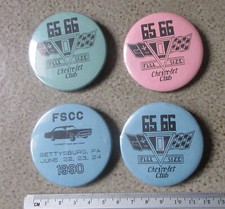 65 66
FULL SIZE
Chevrolet
Club
65 66
FULL SIZE
Chevrolet
Club
FSCC
GETTYSBURG, PA
JUNE 22, 23, 24
1990
65 66
FULL SIZE
Chevrolet
Club